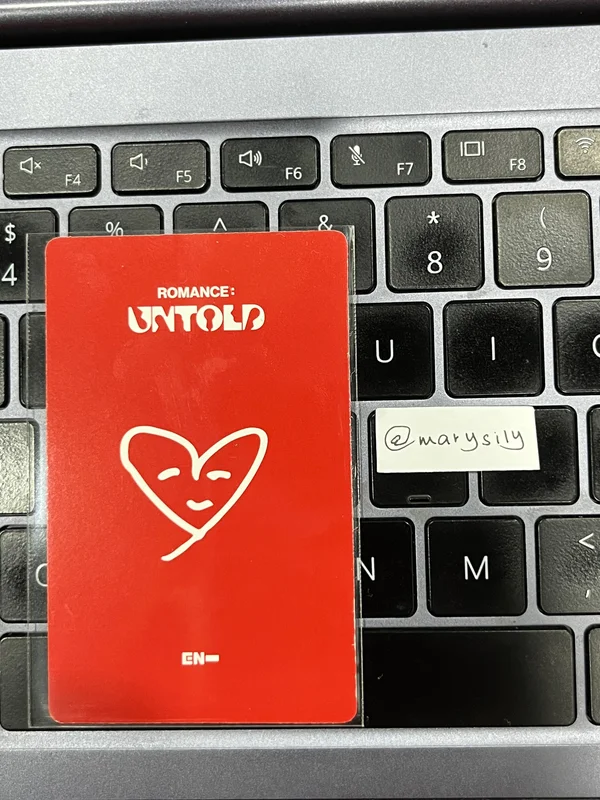 F4
F5
F6
F7
F8
$
%
^
&
*
(
4
8
9
ROMANCE:
UNTOLD
U
I
@marysily
N
M
<
,
EN-